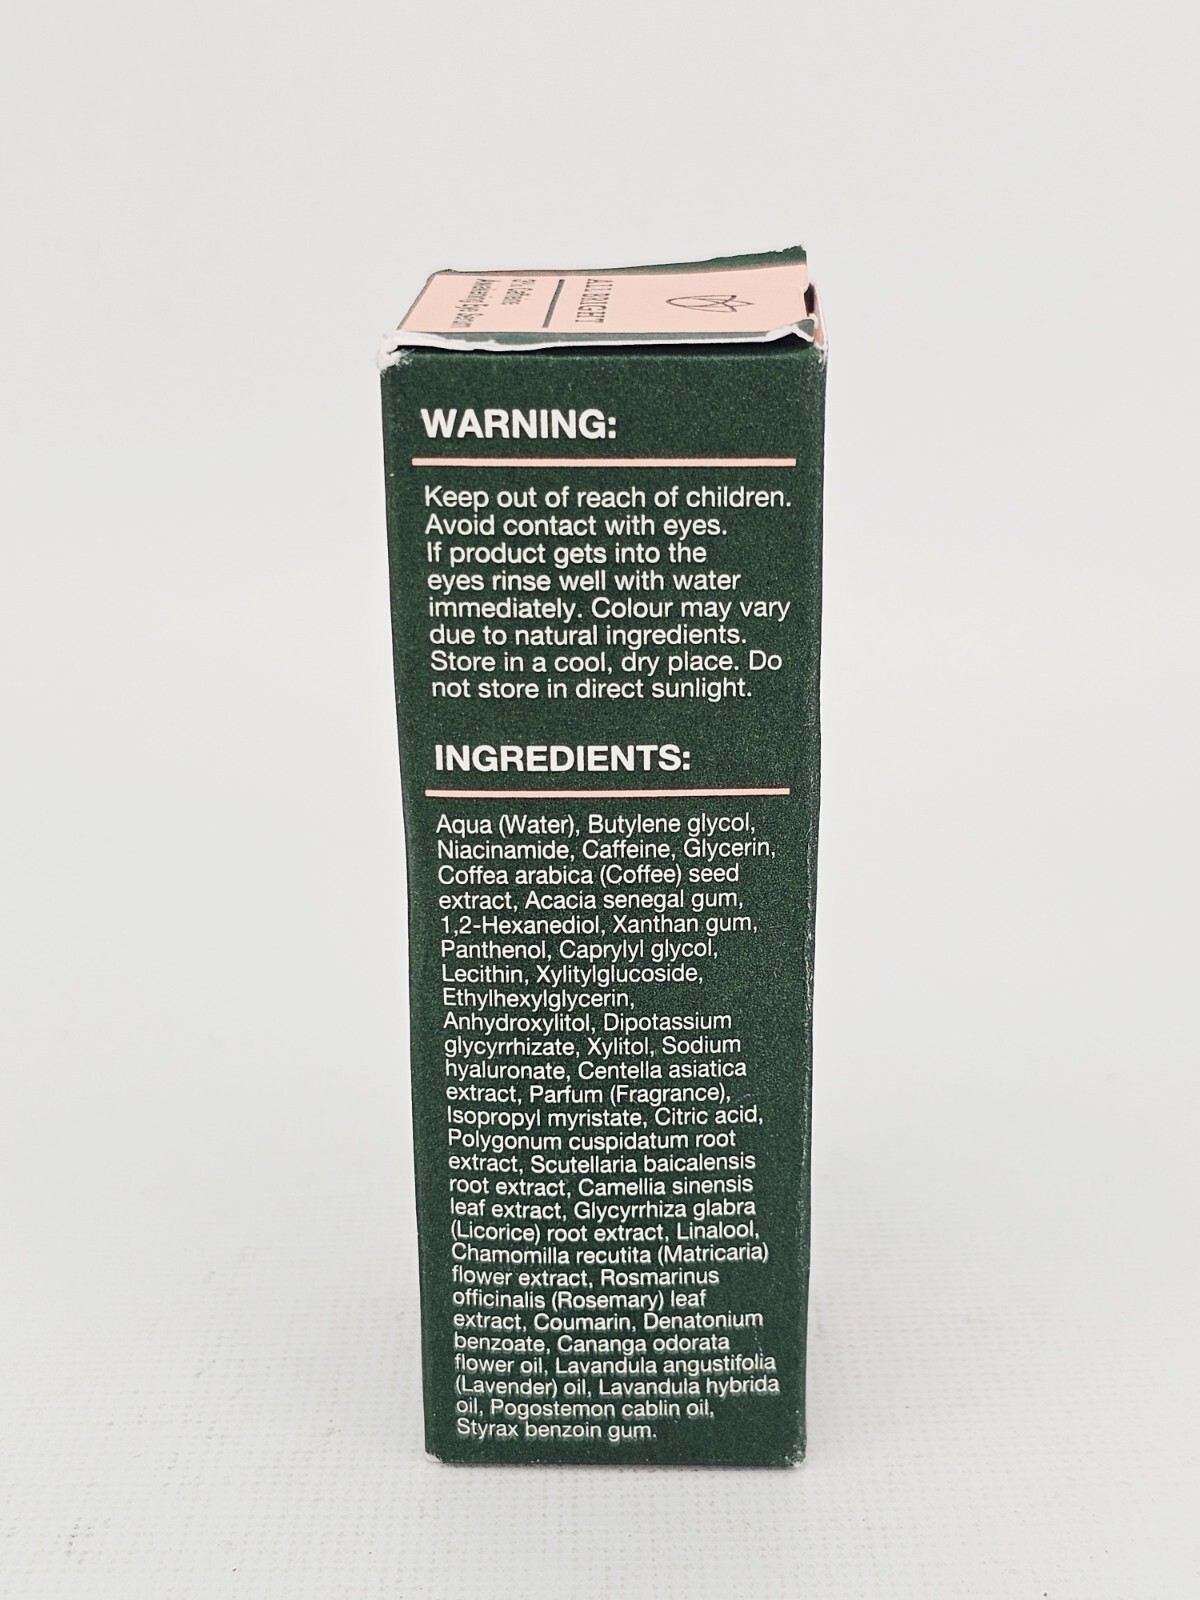 ALL BRIGHT
Caffeine
Awakening Eye Serum
WARNING:
Keep out of reach of children.
Avoid contact with eyes.
If product gets into the
eyes rinse well with water
immediately. Colour may vary
due to natural ingredients.
Store in a cool, dry place. Do
not store in direct sunlight.
INGREDIENTS:
Aqua (Water), Butylene glycol,
Niacinamide, Caffeine, Glycerin,
Coffea arabica (Coffee) seed
extract, Acacia senegal gum,
1,2-Hexanediol, Xanthan gum,
Panthenol, Caprylyl glycol,
Lecithin, Xylitylglucoside,
Ethylhexylglycerin,
Anhydroxylitol, Dipotassium
glycyrrhizate, Xylitol, Sodium
hyaluronate, Centella asiatica
extract, Parfum (Fragrance),
Isopropyl myristate, Citric acid,
Polygonum cuspidatum root
extract, Scutellaria baicalensis
root extract, Camellia sinensis
leaf extract, Glycyrrhiza glabra
(Licorice) root extract, Linalool,
Chamomilla recutita (Matricaria)
flower extract, Rosmarinus
officinalis (Rosemary) leaf
extract, Coumarin, Denatonium
benzoate, Cananga odorata
flower oil, Lavandula angustifolia
(Lavender) oil, Lavandula hybrida
oil, Pogostemon cablin oil,
Styrax benzoin gum.